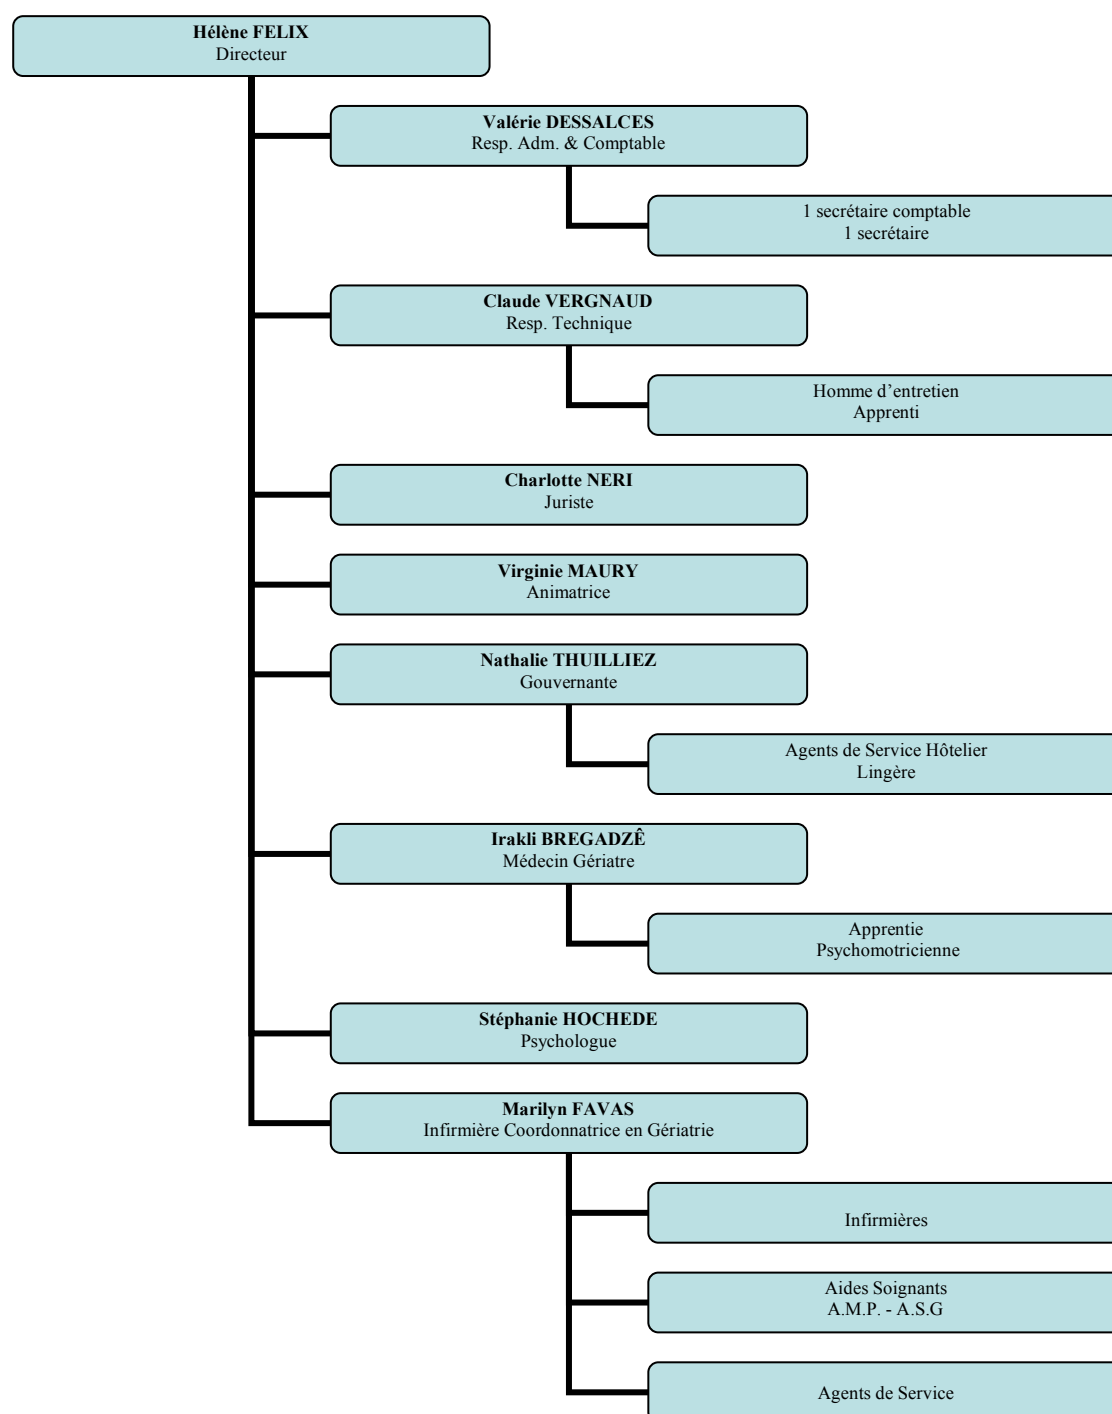 Hélène FELIX
Directeur
Valérie DESSALCES
Resp. Adm. & Comptable
1 secrétaire comptable
1 secrétaire
Claude VERGNAUD
Resp. Technique
Homme d’entretien
Apprenti
Charlotte NERI
Juriste
Virginie MAURY
Animatrice
Nathalie THUILLIEZ
Gouvernante
Agents de Service Hôtelier
Lingère
Irakli BREGADZÊ
Médecin Gériatre
Apprentie
Psychomotricienne
Stéphanie HOCHEDE
Psychologue
Marilyn FAVAS
Infirmière Coordonnatrice en Gériatrie
Infirmières
Aides Soignants
A.M.P. - A.S.G
Agents de Service